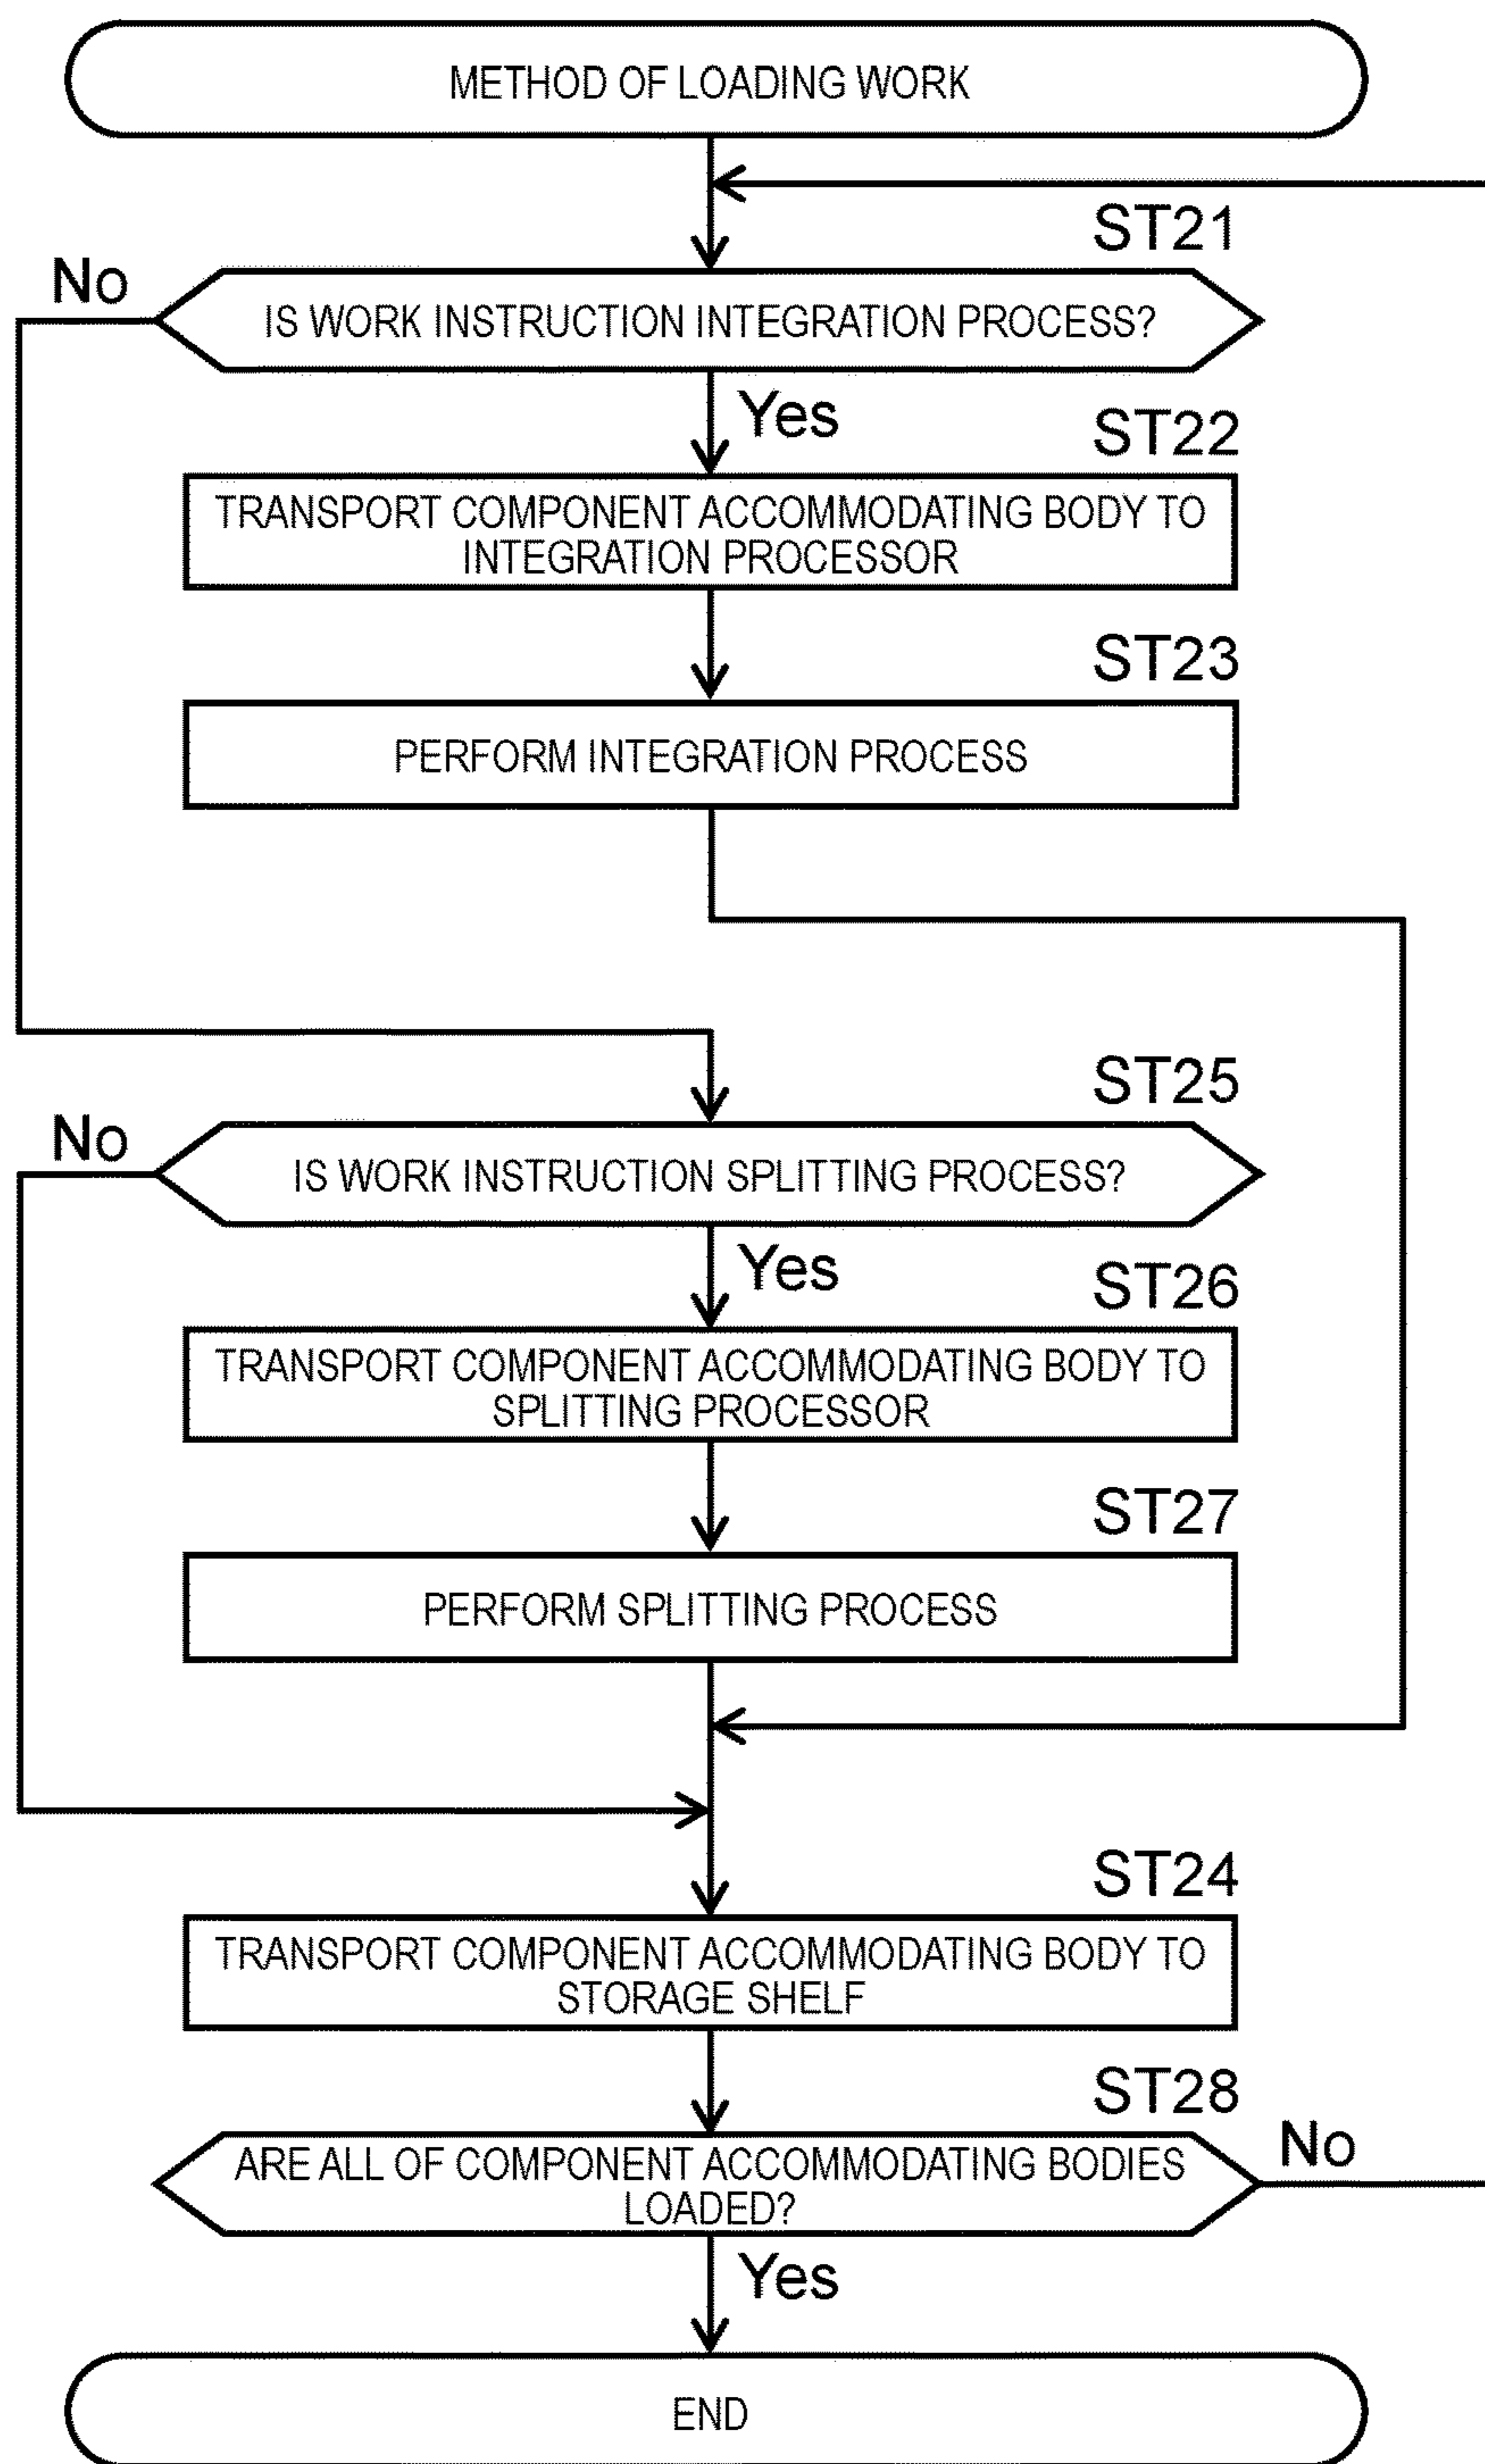 METHOD OF LOADING WORK
ST21
No
IS WORK INSTRUCTION INTEGRATION PROCESS?
Yes
ST22
TRANSPORT COMPONENT ACCOMMODATING BODY TO
INTEGRATION PROCESSOR
ST23
PERFORM INTEGRATION PROCESS
ST25
No
IS WORK INSTRUCTION SPLITTING PROCESS?
Yes
ST26
TRANSPORT COMPONENT ACCOMMODATING BODY TO
SPLITTING PROCESSOR
ST27
PERFORM SPLITTING PROCESS
ST24
TRANSPORT COMPONENT ACCOMMODATING BODY TO
STORAGE SHELF
ST28
ARE ALL OF COMPONENT ACCOMMODATING BODIES
LOADED?
No
Yes
END